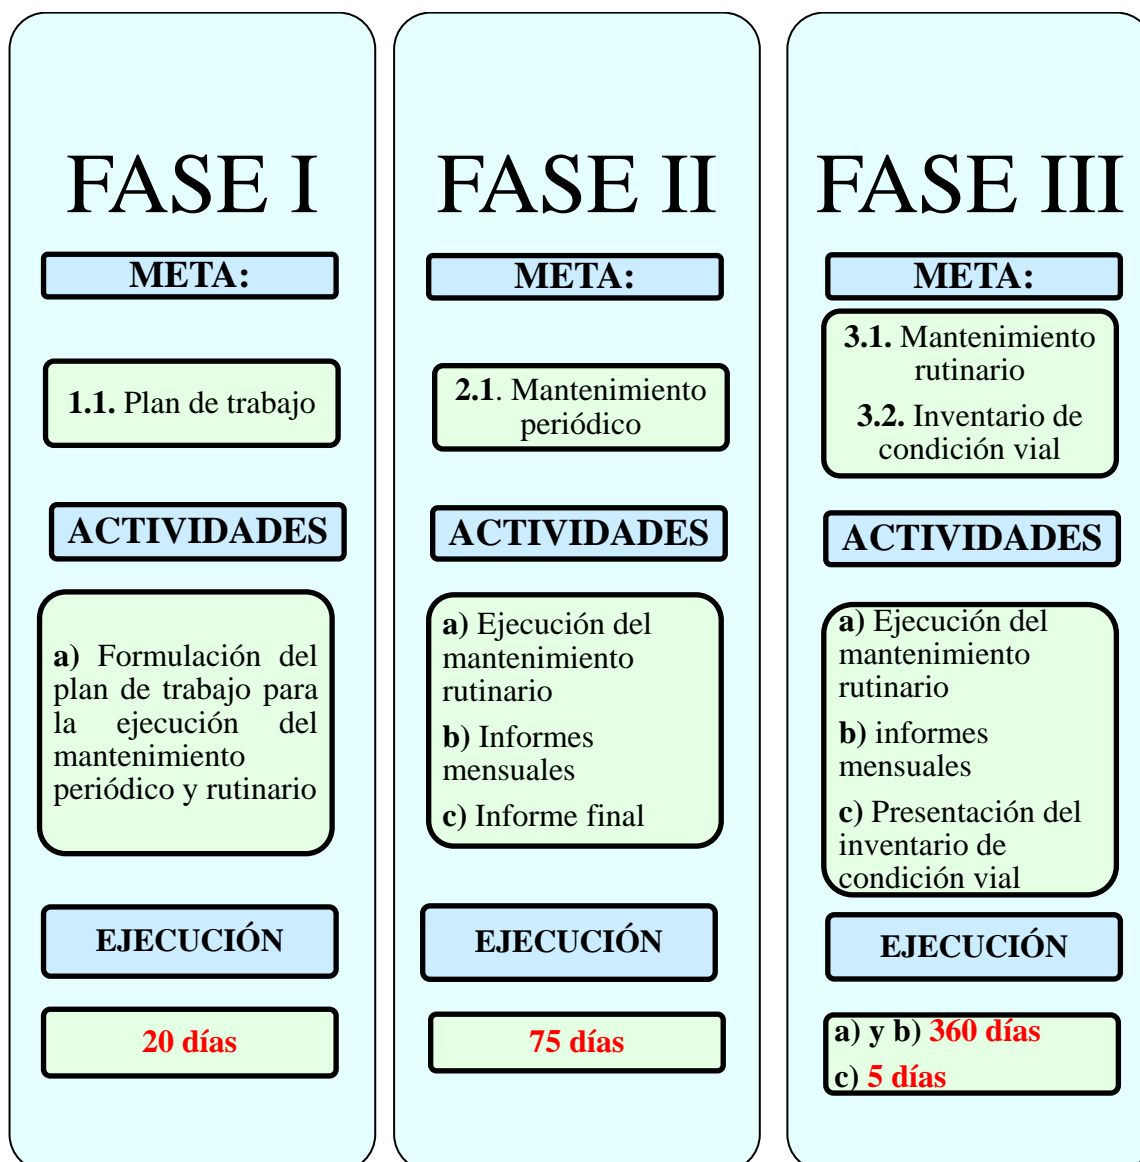 FASE I
META:
1.1. Plan de trabajo
ACTIVIDADES
a) Formulación del
plan de trabajo para
la ejecución del
mantenimiento
periódico y rutinario
EJECUCIÓN
20 días
FASE II
META:
2.1. Mantenimiento
periódico
ACTIVIDADES
a) Ejecución del
mantenimiento
rutinario
b) Informes
mensuales
c) Informe final
EJECUCIÓN
75 días
FASE III
META:
3.1. Mantenimiento
rutinario
3.2. Inventario de
condición vial
ACTIVIDADES
a) Ejecución del
mantenimiento
rutinario
b) informes
mensuales
c) Presentación del
inventario de
condición vial
EJECUCIÓN
a) y b) 360 días
c) 5 días